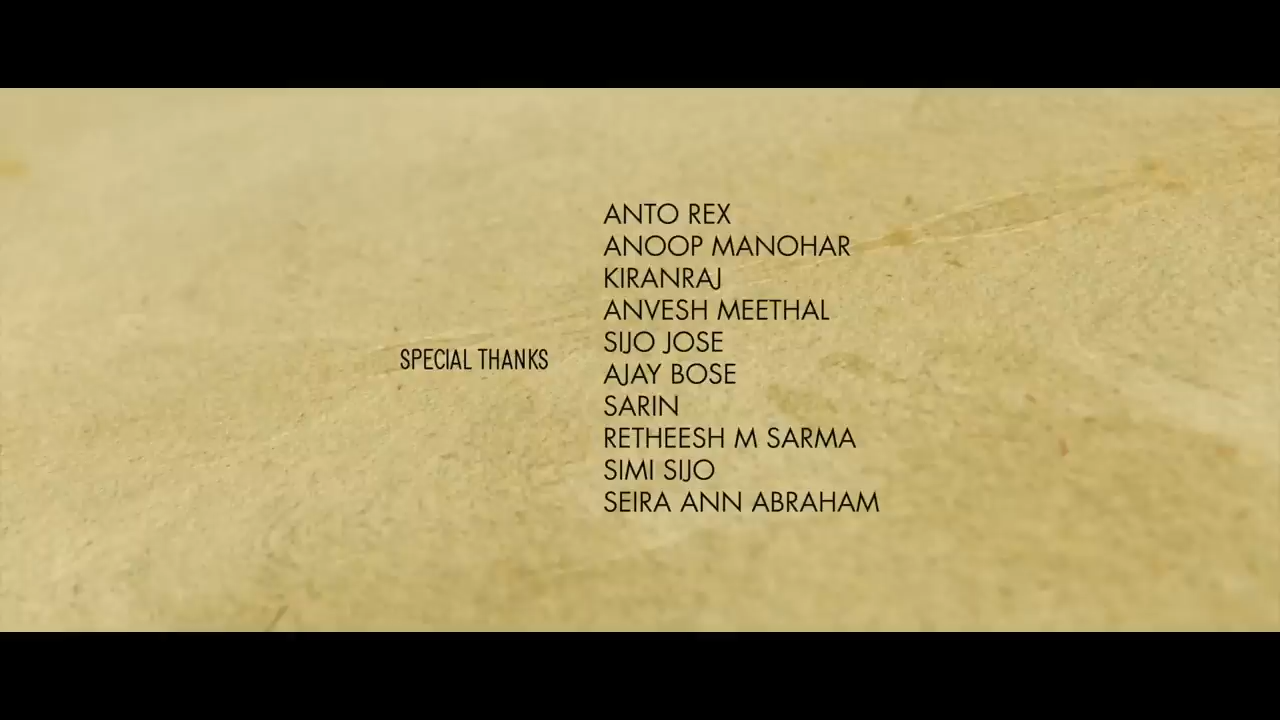 SPECIAL THANKS
ANTO REX
ANOOP MANOHAR
KIRANRAJ
ANVESH MEETHAL
SIJO JOSE
AJAY BOSE
SARIN
RETHEESH M SARMA
SIMI SIJO
SEIRA ANN ABRAHAM